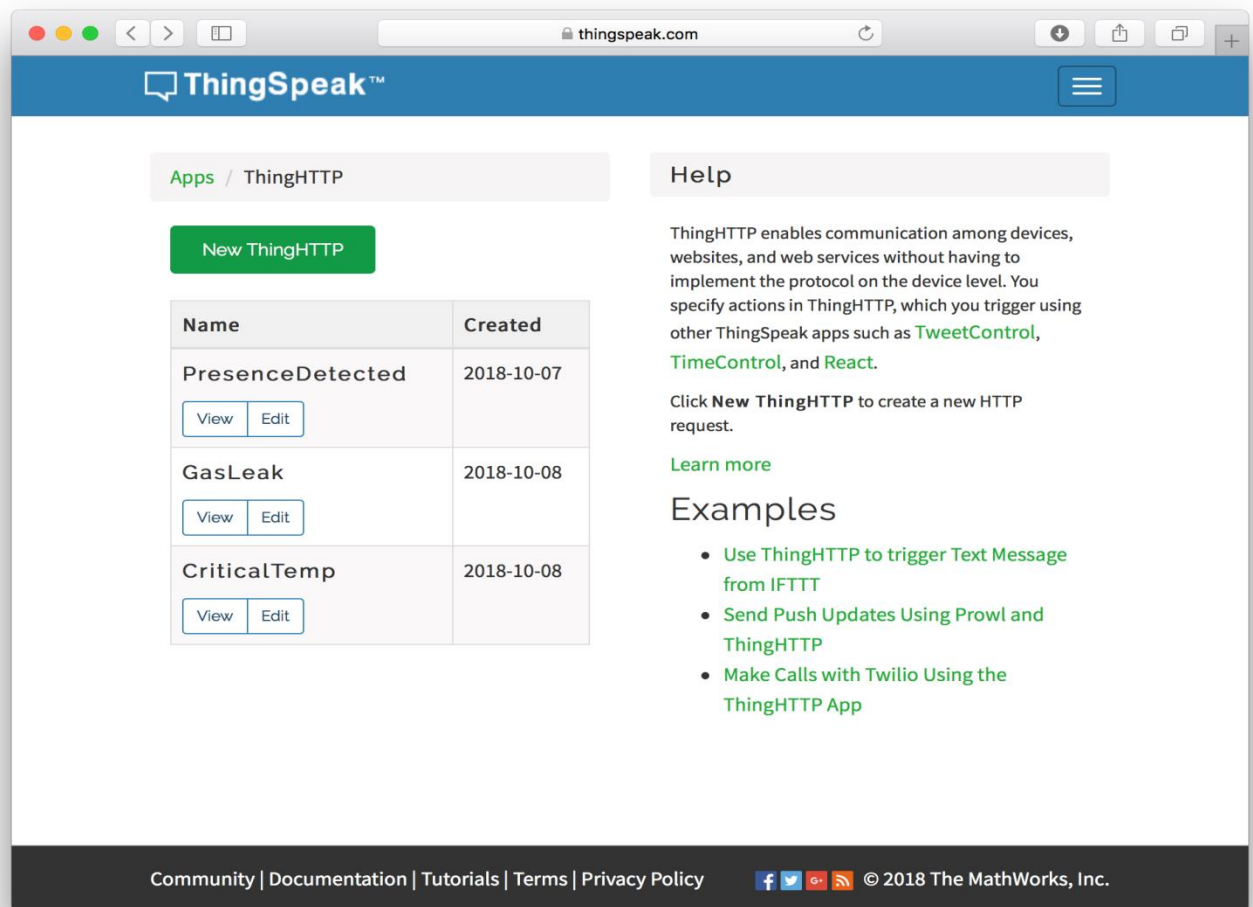 thingspeak.com
ThingSpeak™
Apps / ThingHTTP
New ThingHTTP
Name Created
PresenceDetected 2018-10-07
View Edit
GasLeak 2018-10-08
View Edit
CriticalTemp 2018-10-08
View Edit
Help
ThingHTTP enables communication among devices,
websites, and web services without having to
implement the protocol on the device level. You
specify actions in ThingHTTP, which you trigger using
other ThingSpeak apps such as TweetControl,
TimeControl, and React.
Click New ThingHTTP to create a new HTTP
request.
Learn more
Examples
• Use ThingHTTP to trigger Text Message
from IFTTT
• Send Push Updates Using Prowl and
ThingHTTP
• Make Calls with Twilio Using the
ThingHTTP App
Community | Documentation | Tutorials | Terms | Privacy Policy © 2018 The MathWorks, Inc.